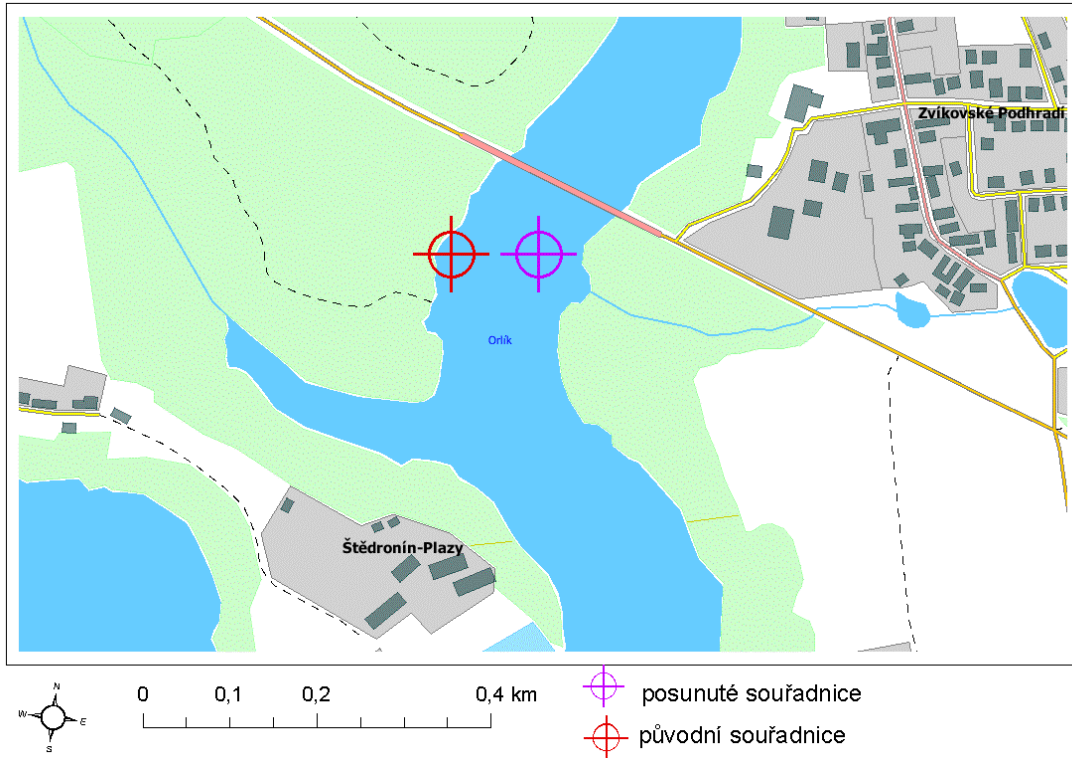 Zvíkovské Podhradí
Orlík
Štědronín-Plazy
N
W
E
S
0 0,1 0,2 0,4 km
posunuté souřadnice
původní souřadnice